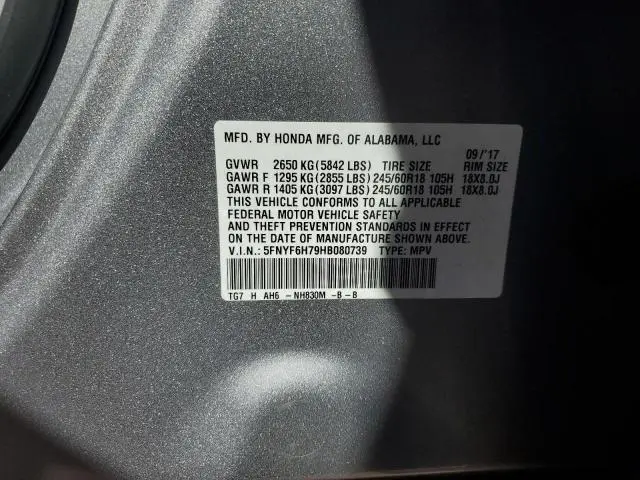 MFD. BY HONDA MFG. OF ALABAMA, LLC
09/'17
GVWR 2650 KG (5842 LBS) TIRE SIZE RIM SIZE
GAWR F 1295 KG (2855 LBS) 245/60R18 105H 18X8.0J
GAWR R 1405 KG (3097 LBS) 245/60R18 105H 18X8.0J
THIS VEHICLE CONFORMS TO ALL APPLICABLE
FEDERAL MOTOR VEHICLE SAFETY
AND THEFT PREVENTION STANDARDS IN EFFECT
ON THE DATE OF MANUFACTURE SHOWN ABOVE.
V.I.N.: 5FNYF6H79HB080739 TYPE: MPV
TG7 H AH6 -NH830M -B-B